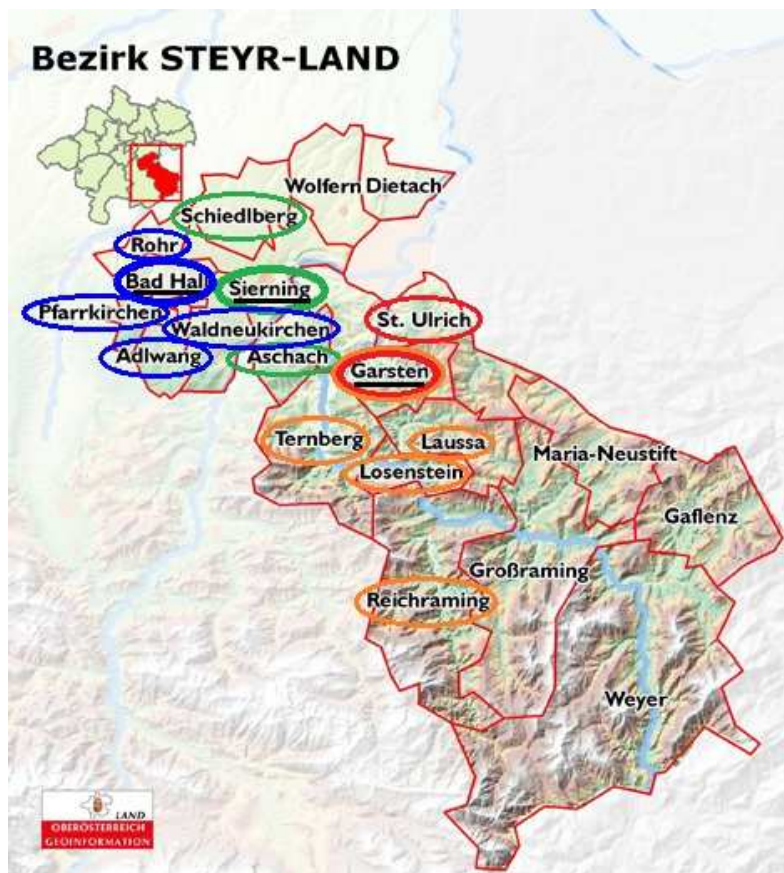 Bezirk STEYR-LAND
Wolfern Dietach
Schiedlberg
Rohr
Bad Hal
Sierning
Pfarrkirchen
Waldneukirchen
St. Ulrich
Adlwang
Aschach
Garsten
Ternberg
Laussa
Losenstein
Maria-Neustift
Gaflenz
Großraming
Reichraming
Weyer
LAND
OBERÖSTERREICH
GEOINFORMATION